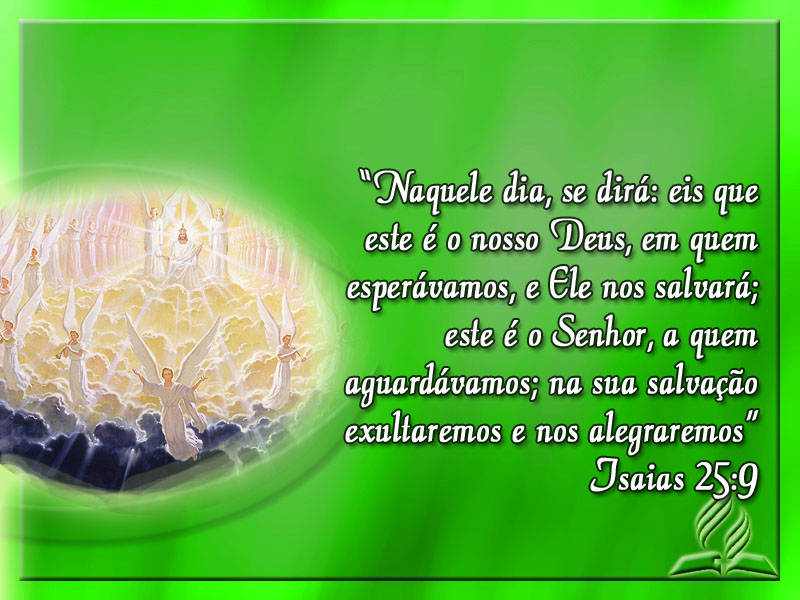 “Naquele dia, se dirá: eis que
este é o nosso Deus, em quem
esperávamos, e Ele nos salvará;
este é o Senhor, a quem
aguardávamos; na sua salvação
exultaremos e nos alegraremos”
Isaias 25:9